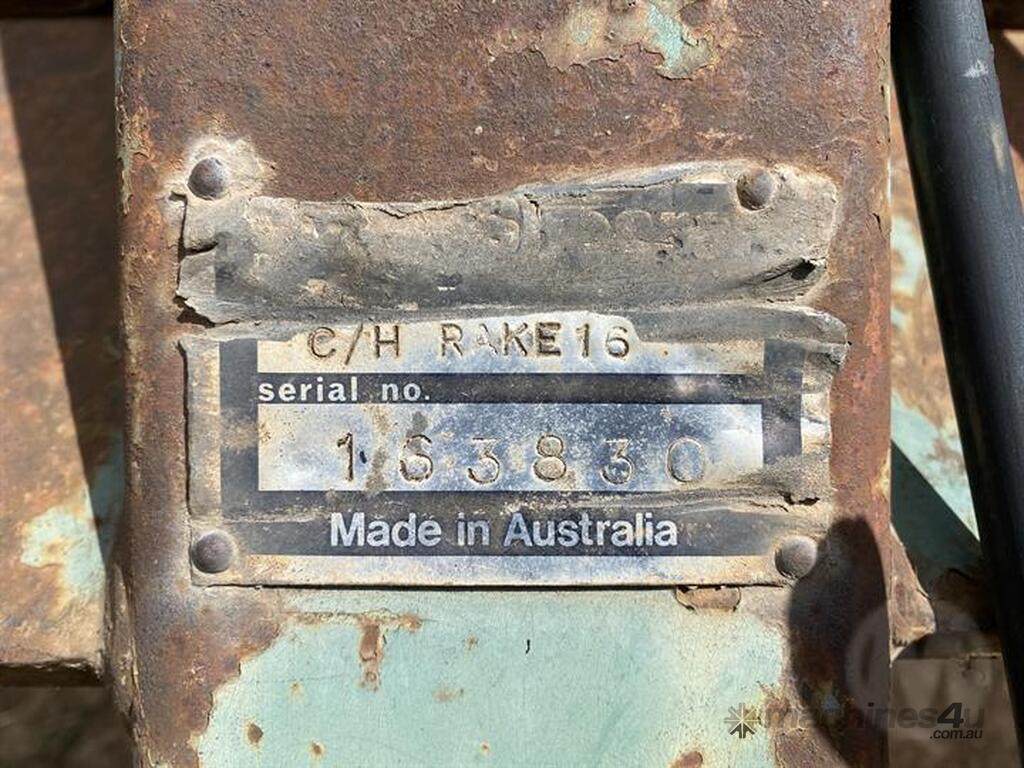 C/H RAKE16
serial no.
163830
Made in Australia
machines4u
.com.au